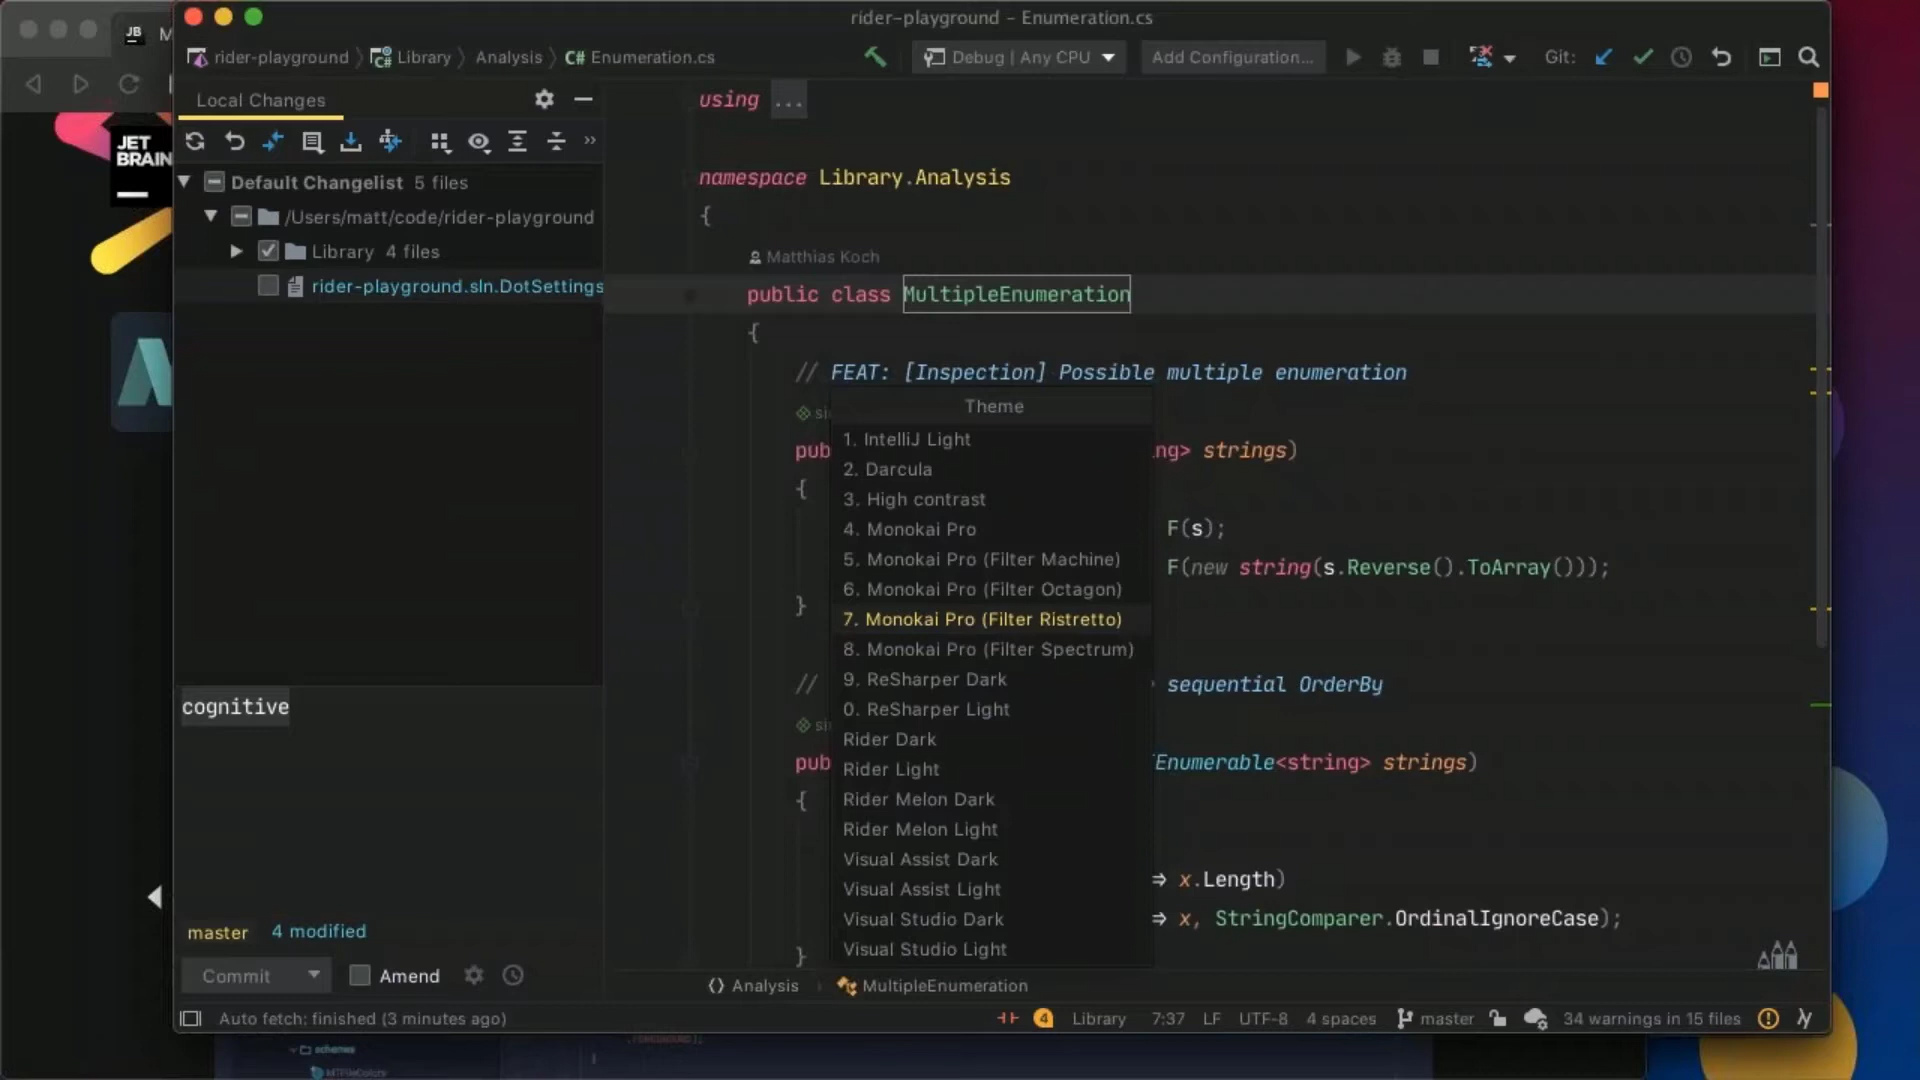 rider-playground – Enumeration.cs
JB M
rider-playground Library Analysis C# Enumeration.cs
Debug | Any CPU
Add Configuration...
Git:
Local Changes
JET
BRAIN
Default Changelist 5 files
/Users/matt/code/rider-playground
Library 4 files
rider-playground.sln.DotSettings
cognitive
master 4 modified
Commit
Amend
using ...
namespace Library.Analysis
{
Matthias Koch
public class MultipleEnumeration
{
// FEAT: [Inspection] Possible multiple enumeration
si
pub ng> strings)
{
F(s);
F(new string(s.Reverse().ToArray()));
}
// sequential OrderBy
si
pub Enumerable<string> strings)
{
=> x.Length)
=> x, StringComparer.OrdinalIgnoreCase);
}
Theme
1. IntelliJ Light
2. Darcula
3. High contrast
4. Monokai Pro
5. Monokai Pro (Filter Machine)
6. Monokai Pro (Filter Octagon)
7. Monokai Pro (Filter Ristretto)
8. Monokai Pro (Filter Spectrum)
9. ReSharper Dark
0. ReSharper Light
Rider Dark
Rider Light
Rider Melon Dark
Rider Melon Light
Visual Assist Dark
Visual Assist Light
Visual Studio Dark
Visual Studio Light
Analysis MultipleEnumeration
Auto fetch: finished (3 minutes ago)
4 Library 7:37 LF UTF-8 4 spaces master 34 warnings in 15 files
schemes
MTFileColors